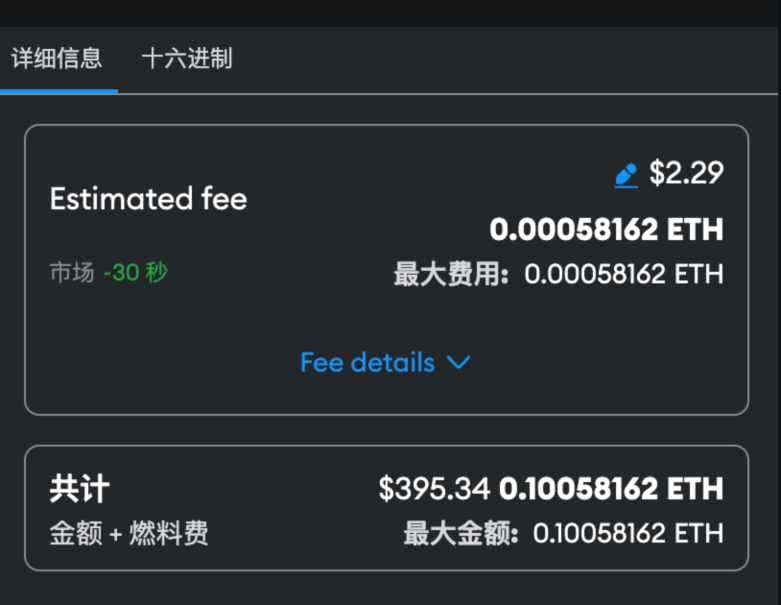 详细信息 十六进制
$2.29
Estimated fee
0.00058162 ETH
市场 -30 秒 最大费用: 0.00058162 ETH
Fee details
共计 $395.34 0.10058162 ETH
金额 + 燃料费 最大金额: 0.10058162 ETH